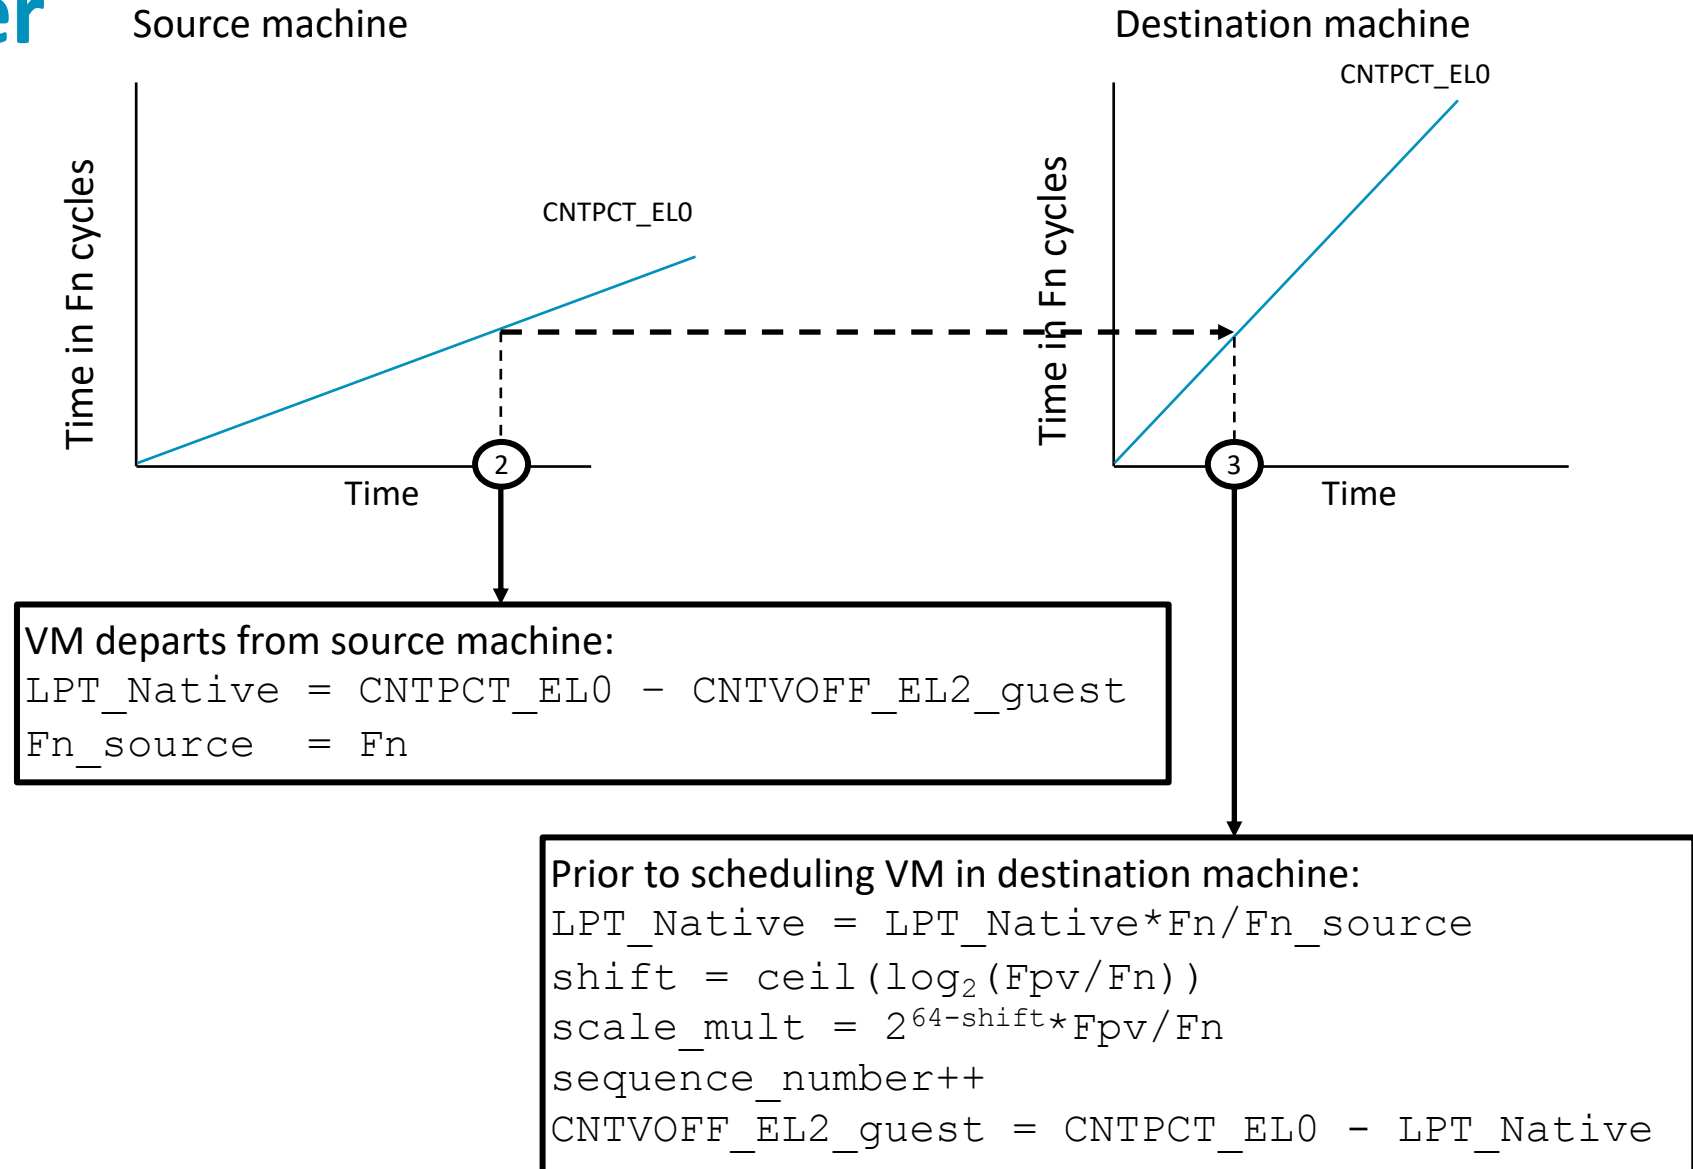 er
Source machine
Destination machine
CNTPCT_EL0
Time in Fn cycles
CNTPCT_EL0
Time in Fn cycles
2
3
Time
Time
VM departs from source machine:
LPT_Native = CNTPCT_EL0 – CNTVOFF_EL2_guest
Fn_source = Fn
Prior to scheduling VM in destination machine:
LPT_Native = LPT_Native*Fn/Fn_source
shift = ceil(log₂(Fpv/Fn))
scale_mult = 2⁶⁴⁻ˢʰⁱᶠᵗ*Fpv/Fn
sequence_number++
CNTVOFF_EL2_guest = CNTPCT_EL0 - LPT_Native